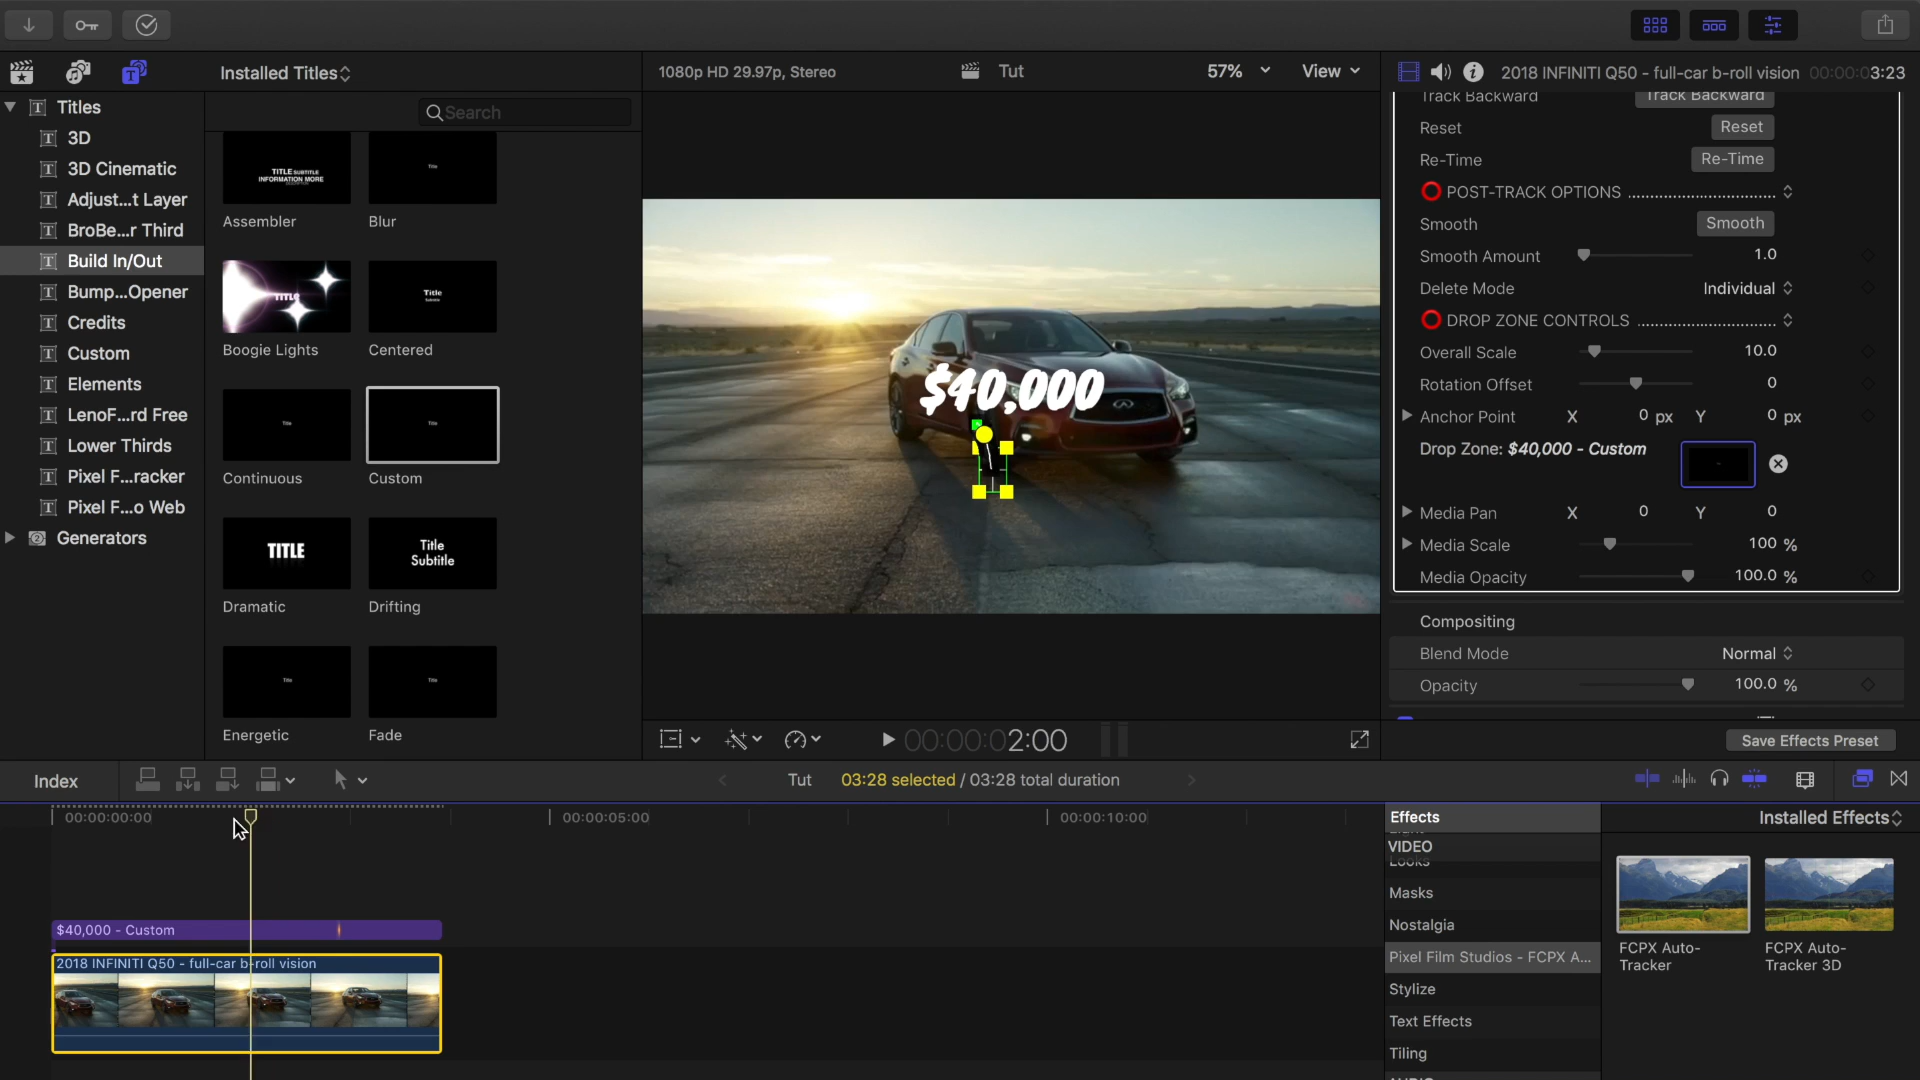 Installed Titles
1080p HD 29.97p, Stereo
Tut
57%
View
2018 INFINITI Q50 - full-car b-roll vision
00:00:03:23
Titles
3D
3D Cinematic
Adjust...t Layer
BroBe...r Third
Build In/Out
Bump...Opener
Credits
Custom
Elements
LenoF...rd Free
Lower Thirds
Pixel F...racker
Pixel F...o Web
Generators
Search
TITLE SUBTITLE
INFORMATION MORE
Assembler
Title
Blur
TITLE
Boogie Lights
Title
Subtitle
Centered
Title
Continuous
Title
Custom
TITLE
Dramatic
Title
Subtitle
Drifting
Title
Energetic
Title
Fade
$40,000
00:00:02:00
Track Backward
Track Backward
Reset
Reset
Re-Time
Re-Time
POST-TRACK OPTIONS
Smooth
Smooth
Smooth Amount
1.0
Delete Mode
Individual
DROP ZONE CONTROLS
Overall Scale
10.0
Rotation Offset
0
Anchor Point
X 0 px Y 0 px
Drop Zone: $40,000 - Custom
Media Pan
X 0 Y 0
Media Scale
100 %
Media Opacity
100.0 %
Compositing
Blend Mode
Normal
Opacity
100.0 %
Save Effects Preset
Index
Tut
03:28 selected / 03:28 total duration
00:00:00:00
00:00:05:00
00:00:10:00
$40,000 - Custom
2018 INFINITI Q50 - full-car b-roll vision
Effects
VIDEO
Looks
Masks
Nostalgia
Pixel Film Studios - FCPX A...
Stylize
Text Effects
Tiling
Installed Effects
FCPX Auto-
Tracker
FCPX Auto-
Tracker 3D